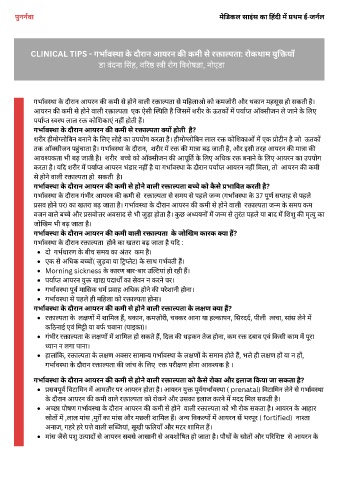 पुनर्नवा
मेडिकल साइंस का हिंदी में प्रथम ई-जर्नल
CLINICAL TIPS - गर्भावस्था के दौरान आयरन की कमी से रक्ताल्पता: रोकथाम युक्तियाँ
डा वंदना सिंह, वरिष्ठ स्त्री रोग विशेषज्ञ, नोएडा
गर्भावस्था के दौरान आयरन की कमी से होने वाली रक्ताल्पता से महिलाओ को कमजोरी और थकान महसूस हो सकती है।
आयरन की कमी से होने वाली रक्ताल्पता एक ऐसी स्थिति है जिसमें शरीर के ऊतकों में पर्याप्त ऑक्सीजन ले जाने के लिए
पर्याप्त स्वस्थ लाल रक्त कोशिकाएं नहीं होती हैं।
गर्भावस्था के दौरान आयरन की कमी से रक्ताल्पता क्यों होती है?
शरीर हीमोग्लोबिन बनाने के लिए लोहे का उपयोग करता है। हीमोग्लोबिन लाल रक्त कोशिकाओं में एक प्रोटीन है जो ऊतकों
तक ऑक्सीजन पहुंचाता है। गर्भावस्था के दौरान, शरीर में रक्त की मात्रा बढ़ जाती है, और इसी तरह आयरन की मात्रा की
आवश्यकता भी बढ़ जाती है। शरीर बच्चे को ऑक्सीजन की आपूर्ति के लिए अधिक रक्त बनाने के लिए आयरन का उपयोग
करता है। यदि शरीर में पर्याप्त आयरन भंडार नहीं है या गर्भावस्था के दौरान पर्याप्त आयरन नहीं मिला, तो आयरन की कमी
से होने वाली रक्ताल्पता हो सकती है।
गर्भावस्था के दौरान आयरन की कमी से होने वाली रक्ताल्पता बच्चे को कैसे प्रभावित करती है?
गर्भावस्था के दौरान गंभीर आयरन की कमी से रक्ताल्पता से समय से पहले जन्म (गर्भावस्था के 37 पूर्ण सप्ताह से पहले
प्रसव होने पर) का खतरा बढ़ जाता है। गर्भावस्था के दौरान आयरन की कमी से होने वाली रक्ताल्पता जन्म के समय कम
वजन वाले बच्चे और प्रसवोत्तर अवसाद से भी जुड़ा होता है। कुछ अध्ययनों में जन्म से तुरंत पहले या बाद में शिशु की मृत्यु का
जोखिम भी बढ़ जाता है।
गर्भावस्था के दौरान आयरन की कमी वाली रक्ताल्पता के जोखिम कारक क्या हैं?
गर्भावस्था के दौरान रक्ताल्पता होने का खतरा बढ़ जाता है यदि :
• दो गर्भधारण के बीच समय का कम है।
• एक से अधिक बच्चों( जुड़वा या ट्रिप्लेट) के साथ गर्भवती हैं।
• Morning sickness के कारण बार-बार उल्टियां हो रही हैं।
• पर्याप्त आयरन युक्त खाद्य पदार्थों का सेवन न करने पर।
• गर्भावस्था पूर्व मासिक धर्म प्रवाह अधिक होने की परेशानी होना।
• गर्भावस्था से पहले ही महिला को रक्ताल्पता होना।
गर्भावस्था के दौरान आयरन की कमी से होने वाली रक्ताल्पता के लक्षण क्या हैं?
• रक्ताल्पता के लक्षणों में शामिल हैं, थकान, कमज़ोरी, चक्कर आना या हल्कापन, सिरदर्द, पीली त्वचा, सांस लेने में
कठिनाई एवं मिट्टी या बर्फ चबाना (पाइका)।
• गंभीर रक्ताल्पता के लक्षणों में शामिल हो सकते हैं, दिल की धड़कन तेज होना, कम रक्त दबाव एवं किसी काम में पूरा
ध्यान न लगा पाना।
• हालांकि, रक्ताल्पता के लक्षण अक्सर सामान्य गर्भावस्था के लक्षणों के समान होते हैं, भले ही लक्षण हों या न हों,
गर्भावस्था के दौरान रक्ताल्पता की जांच के लिए रक्त परीक्षण होना आवश्यक है ।
गर्भावस्था के दौरान आयरन की कमी से होने वाली रक्ताल्पता को कैसे रोका और इलाज किया जा सकता है?
• प्रसवपूर्व विटामिन में आमतौर पर आयरन होता है। आयरन युक्त पूर्वगर्भावस्था ( prenatal) विटामिन लेने से गर्भावस्था
के दौरान आयरन की कमी वाले रक्ताल्पता को रोकने और उसका इलाज करने में मदद मिल सकती है।
• अच्छा पोषण गर्भावस्था के दौरान आयरन की कमी से होने वाली रक्ताल्पता को भी रोक सकता है। आयरन के आहार
स्रोतों में ,लाल मांस ,मुर्गे का मांस और मछली शामिल हैं। अन्य विकल्पों में आयरन से भरपूर ( fortified) नाश्ता
अनाज, गहरे हरे पत्ते वाली सब्जियां, सूखी फलियाँ और मटर शामिल हैं।
• मांस जैसे पशु उत्पादों से आयरन सबसे आसानी से अवशोषित हो जाता है। पौधों के स्रोतों और परिशिष्ट से आयरन के